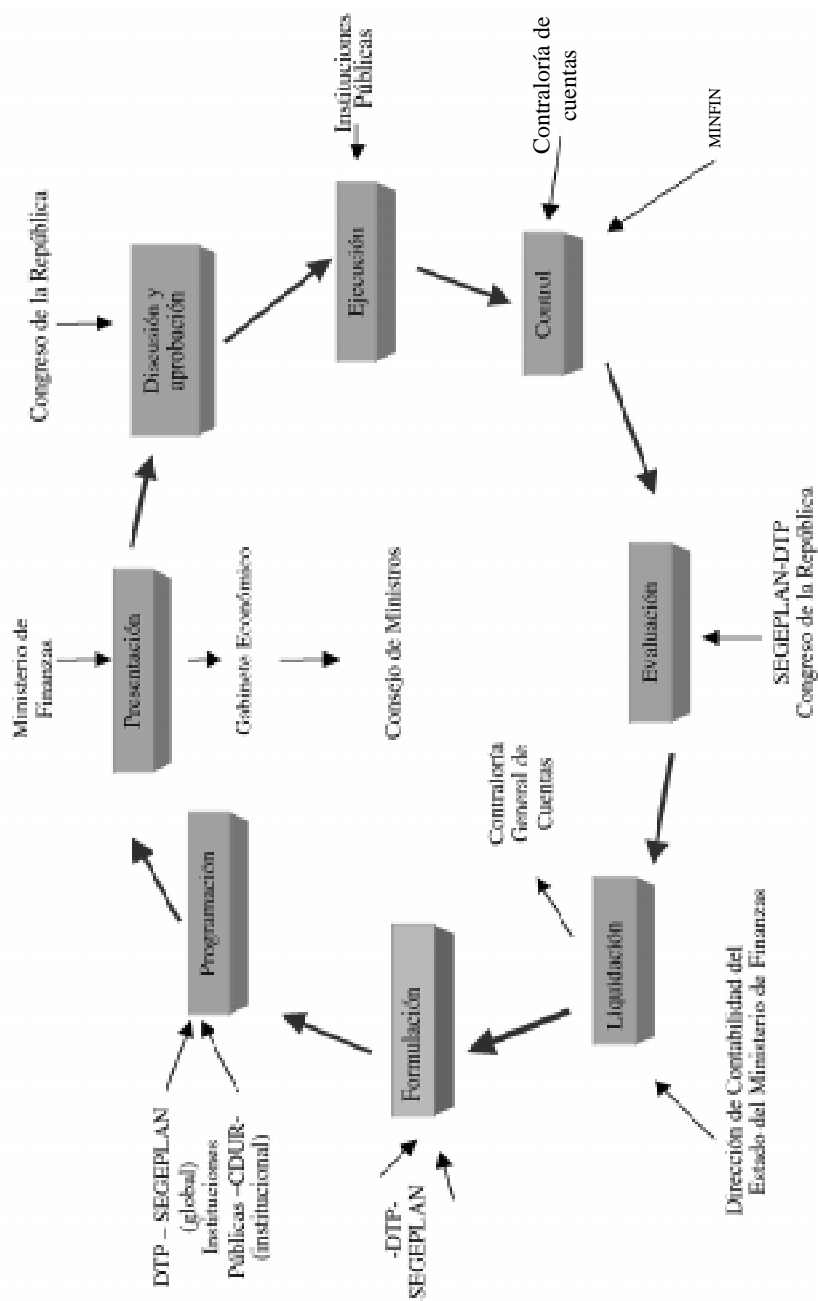 Ministerio de
Finanzas
Congreso de la República
Presentación
Discusión y
aprobación
Gabinete Económico
Consejo de Ministros
Programación
DTP – SEGEPLAN
(global)
Instituciones
Públicas –CDUR-
(institucional)
Instituciones
Públicas
Ejecución
Formulación
-DTP-
SEGEPLAN
Contraloría de
cuentas
Control
MINFIN
Contraloría
General de
Cuentas
Liquidación
Evaluación
Dirección de Contabilidad del
Estado del Ministerio de Finanzas
SEGEPLAN-DTP
Congreso de la República